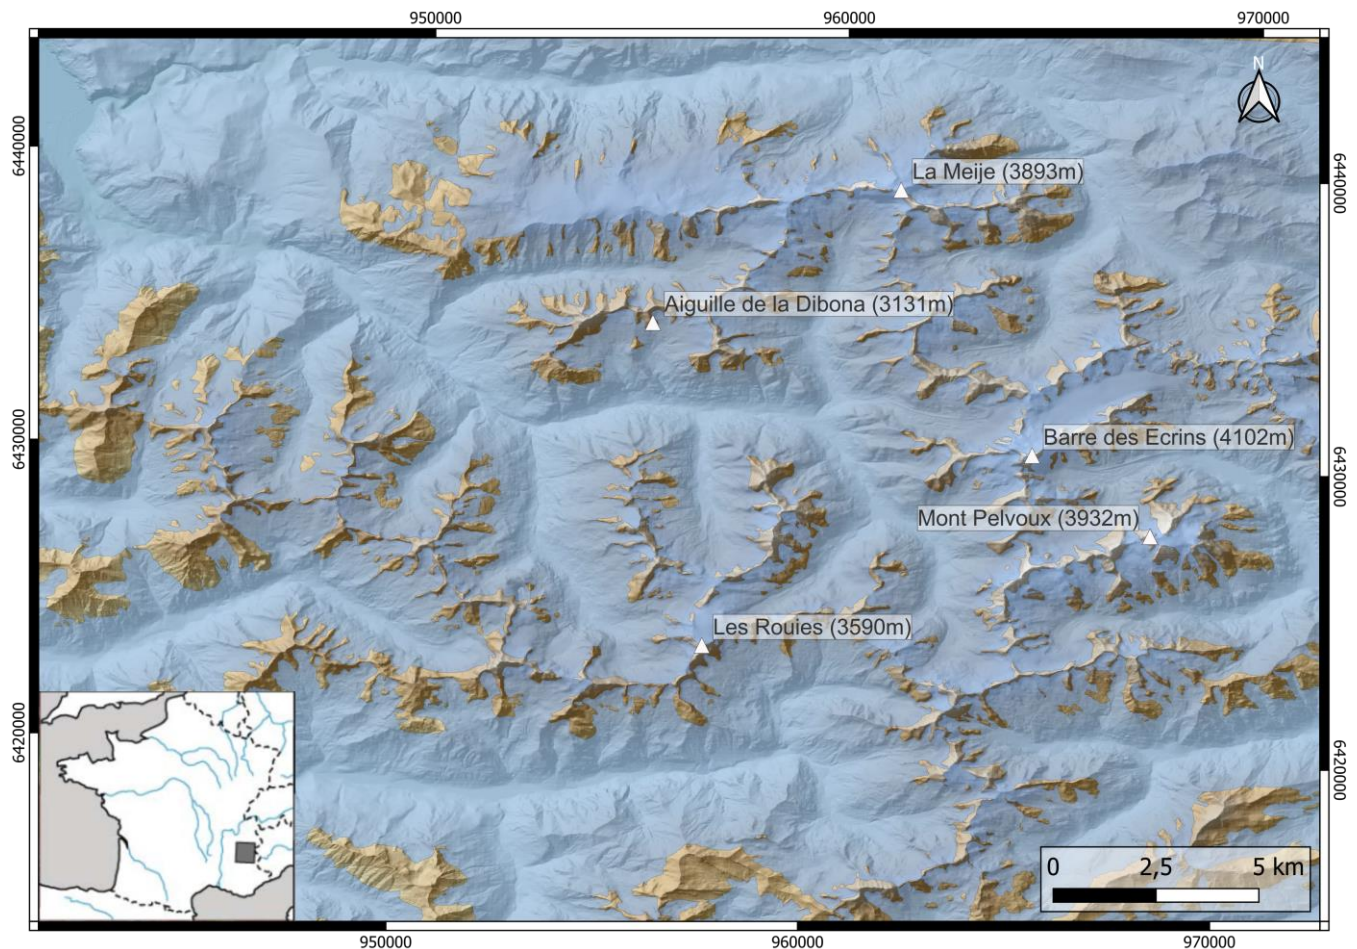 950000 960000 970000
N
6440000
La Meije (3893m)
6440000
Aiguille de la Dibona (3131m)
6430000
Barre des Ecrins (4102m)
6430000
Mont Pelvoux (3932m)
Les Rouies (3590m)
6420000
6420000
0 2,5 5 km
950000 960000 970000